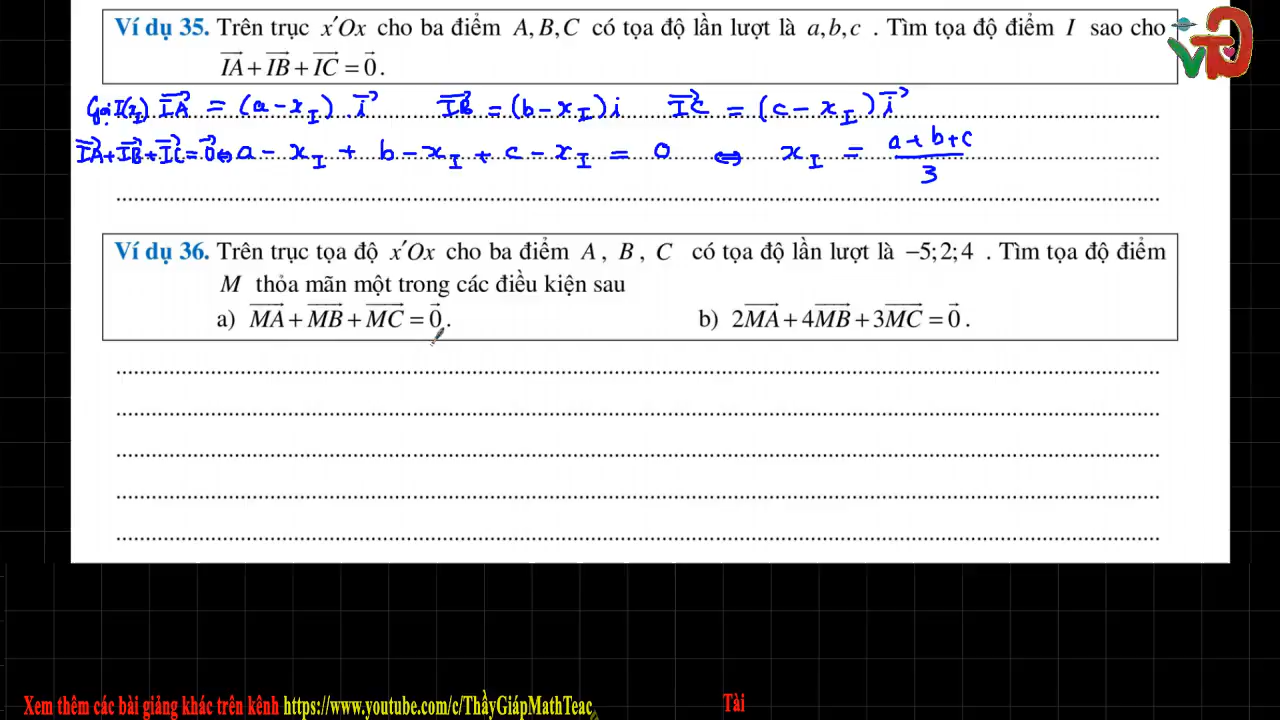 Ví dụ 35. Trên trục x'Ox cho ba điểm A, B, C có tọa độ lần lượt là a, b, c . Tìm tọa độ điểm I sao cho
IA⃗ + IB⃗ + IC⃗ = 0⃗ .
Gọi I(x_I) IA⃗ = (a - x_I) . i⃗ IB⃗ = (b - x_I) i IC⃗ = (c - x_I) i⃗
IA⃗ + IB⃗ + IC⃗ = 0⃗ ⇔ a - x_I + b - x_I + c - x_I = 0 ⇔ x_I = (a + b + c)/3
Ví dụ 36. Trên trục tọa độ x'Ox cho ba điểm A , B , C có tọa độ lần lượt là −5; 2; 4 . Tìm tọa độ điểm
M thỏa mãn một trong các điều kiện sau
a) MA⃗ + MB⃗ + MC⃗ = 0⃗ . b) 2MA⃗ + 4MB⃗ + 3MC⃗ = 0⃗ .
Xem thêm các bài giảng khác trên kênh https://www.youtube.com/c/ThầyGiápMathTeac Tài